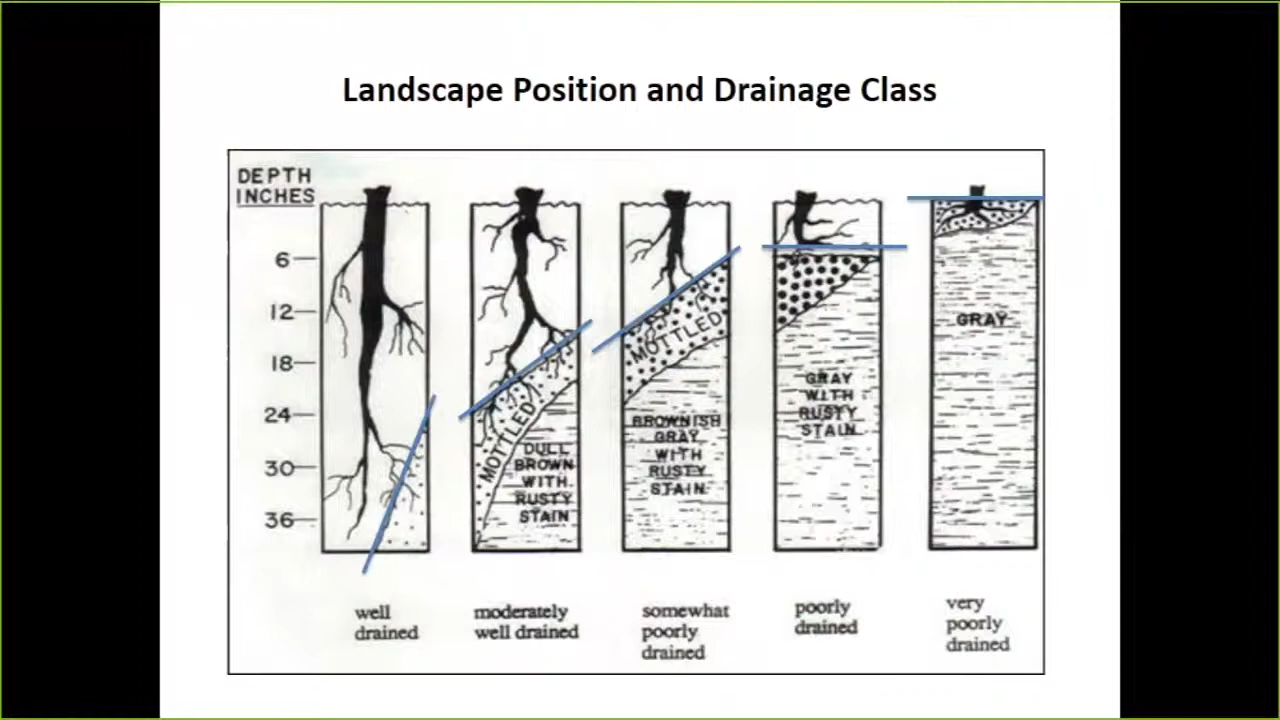 Landscape Position and Drainage Class
DEPTH
INCHES
6
12
18
24
30
36
MOTTLED
DULL
BROWN
WITH
RUSTY
STAIN
MOTTLED
BROWNISH
GRAY
WITH
RUSTY
STAIN
GRAY
WITH
RUSTY
STAIN
GRAY
well
drained
moderately
well drained
somewhat
poorly
drained
poorly
drained
very
poorly
drained